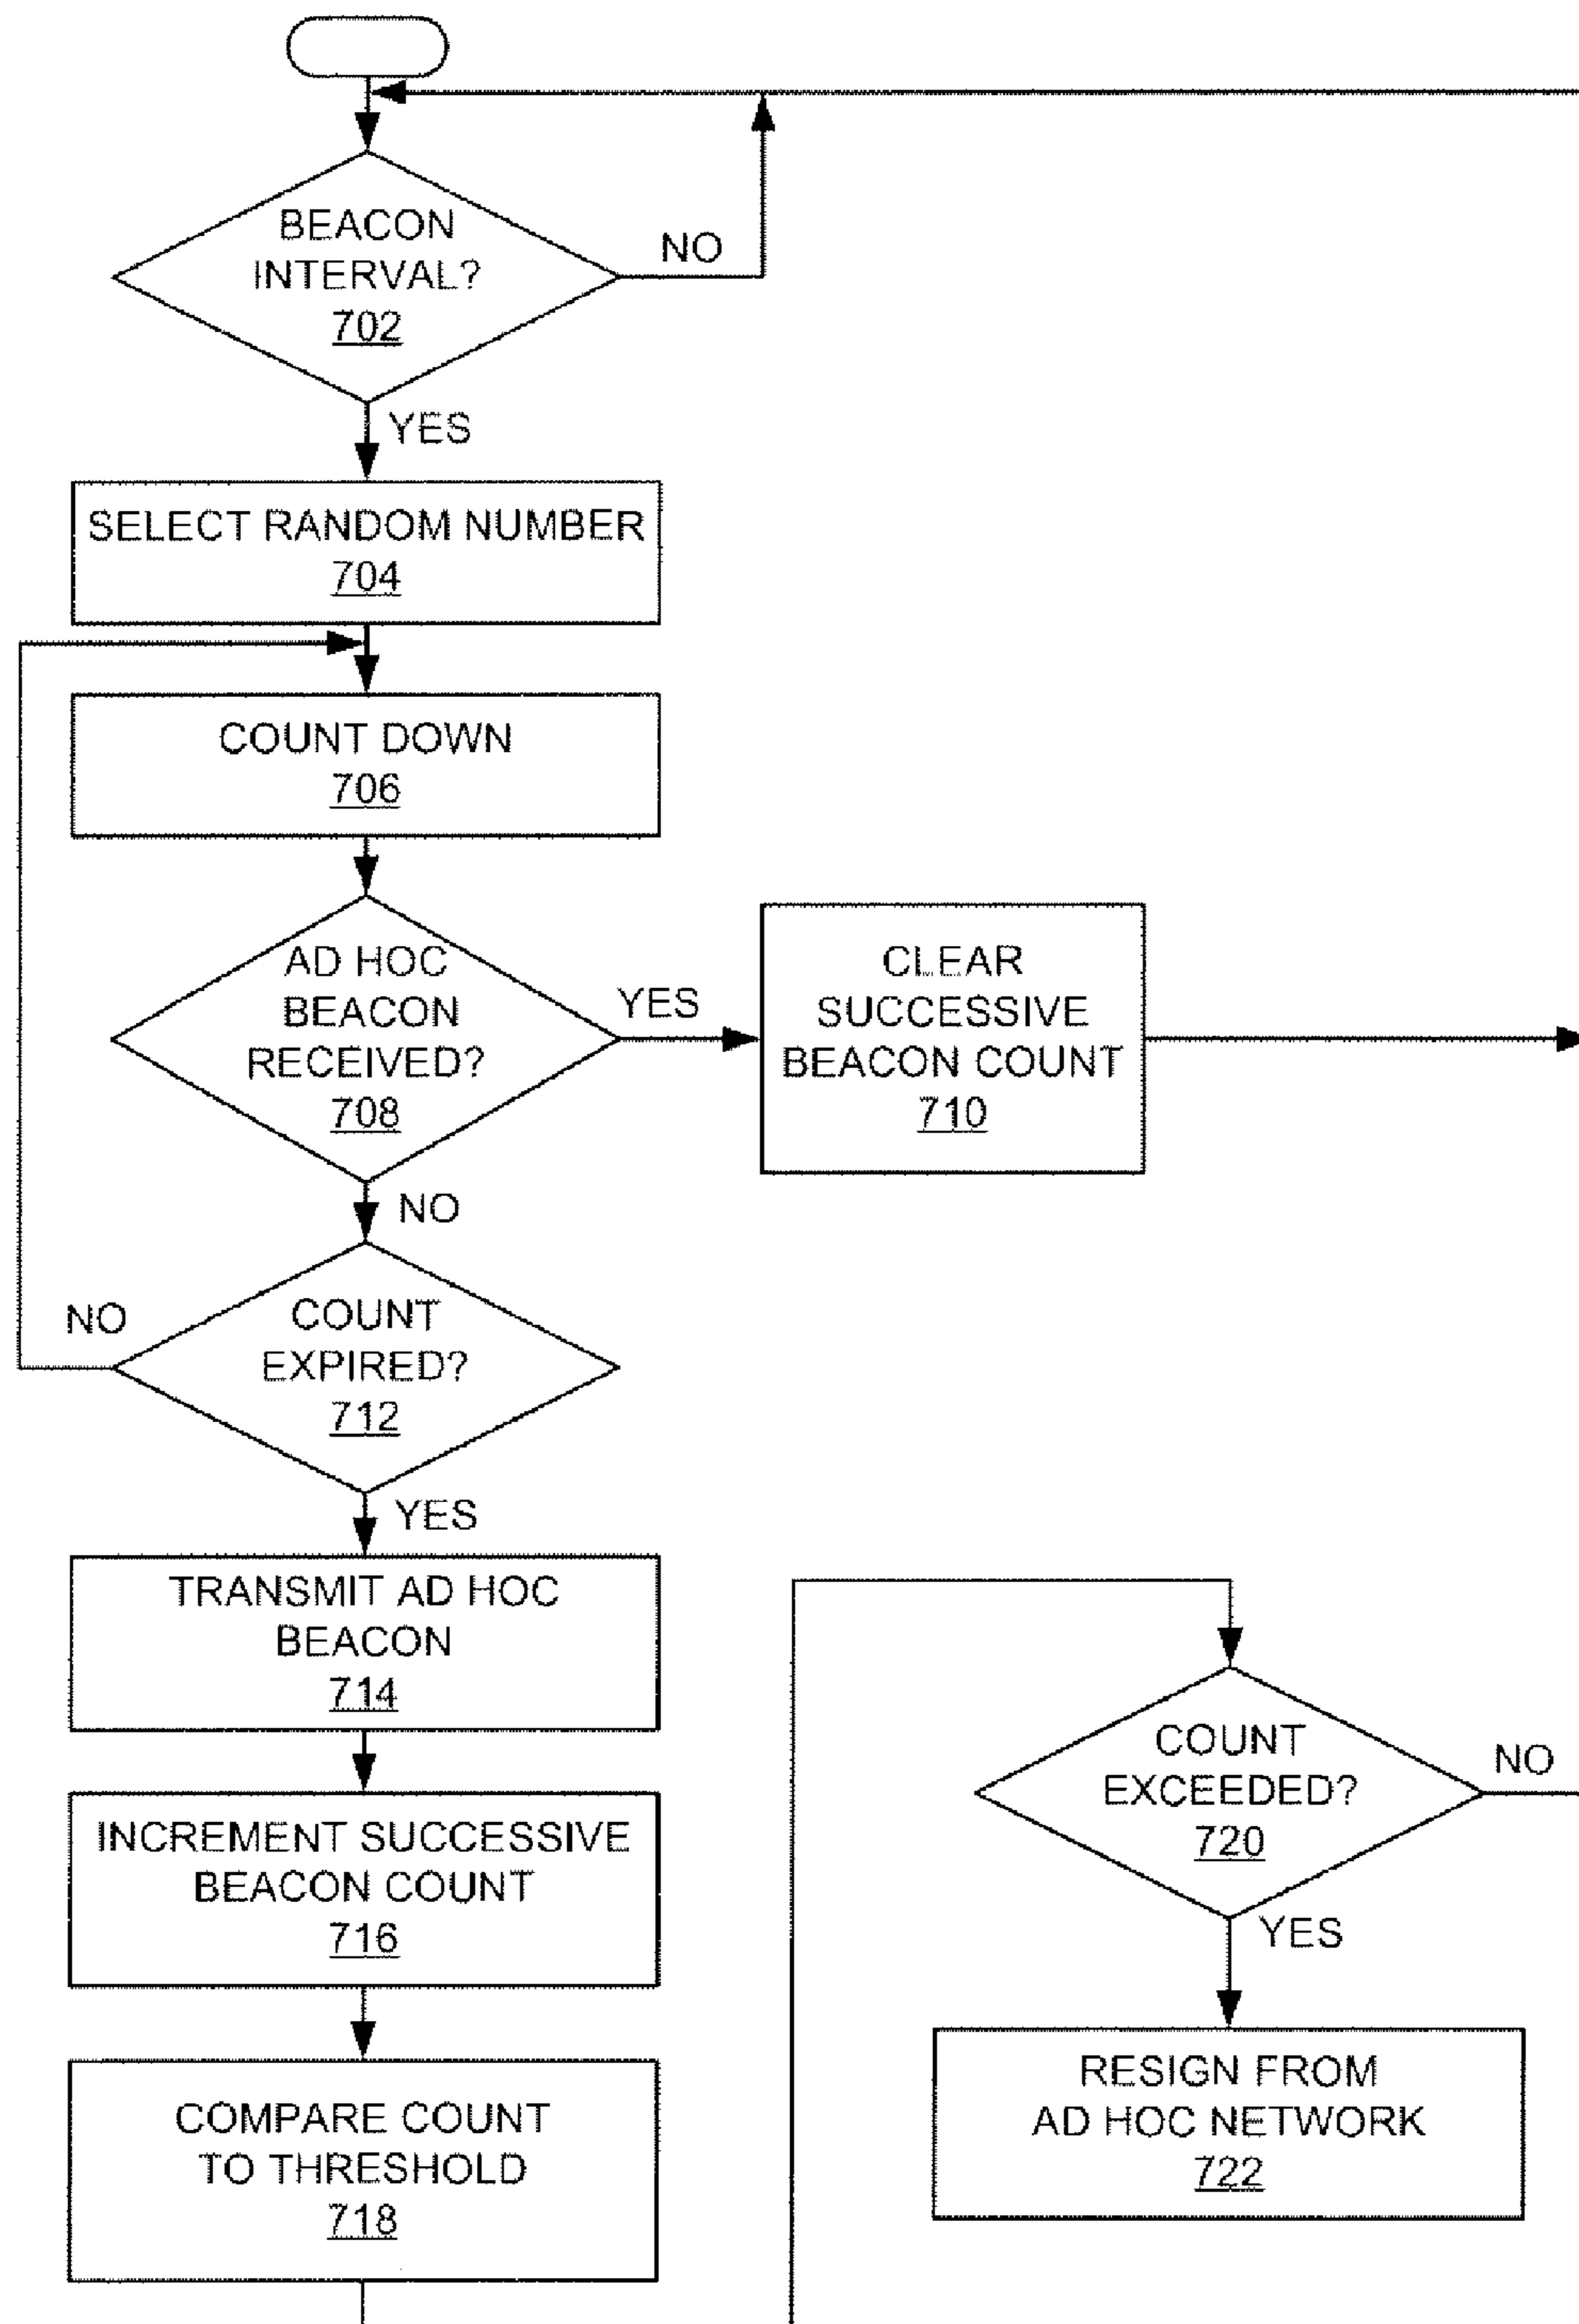 BEACON
INTERVAL?
702
NO
YES
SELECT RANDOM NUMBER
704
COUNT DOWN
706
AD HOC
BEACON
RECEIVED?
708
YES
CLEAR
SUCCESSIVE
BEACON COUNT
710
NO
COUNT
EXPIRED?
712
NO
YES
TRANSMIT AD HOC
BEACON
714
INCREMENT SUCCESSIVE
BEACON COUNT
716
COMPARE COUNT
TO THRESHOLD
718
COUNT
EXCEEDED?
720
NO
YES
RESIGN FROM
AD HOC NETWORK
722